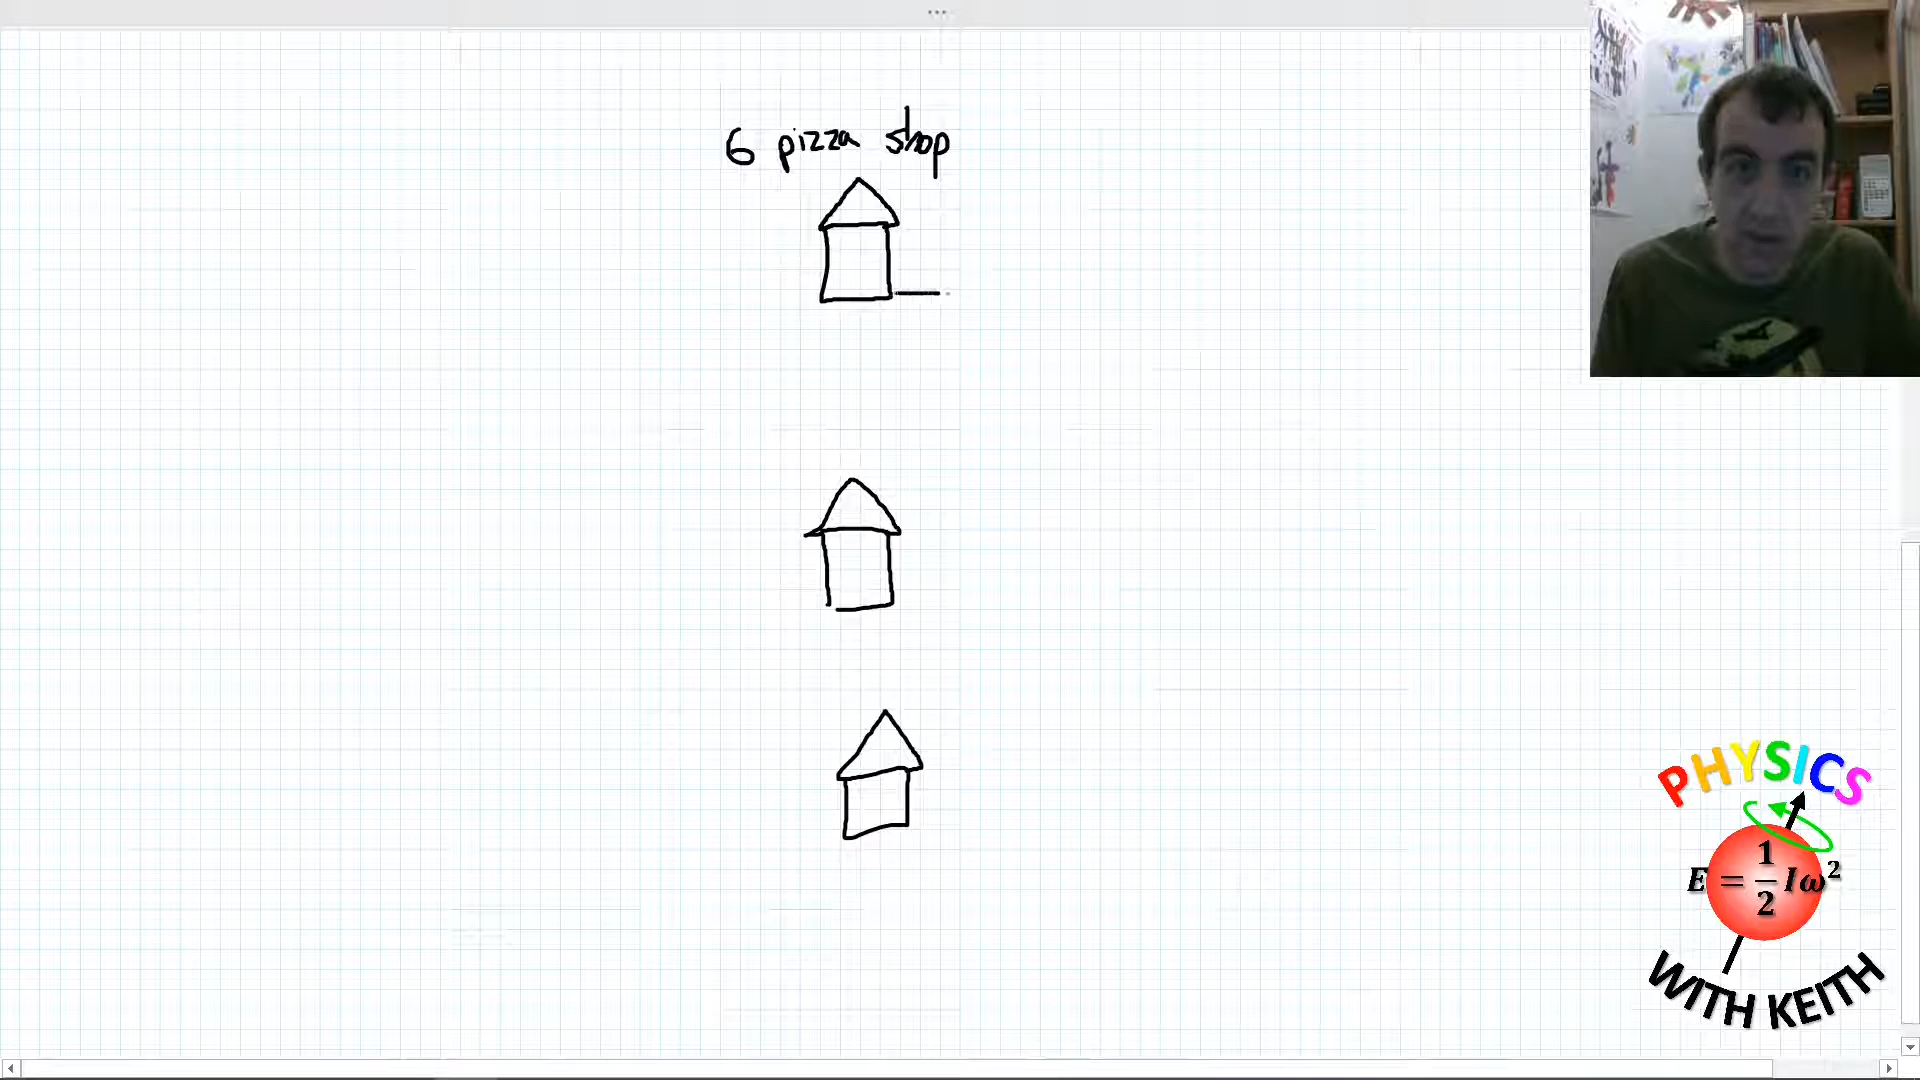 6 pizza shop
PHYSICS
E = 1/2 Iω²
WITH KEITH